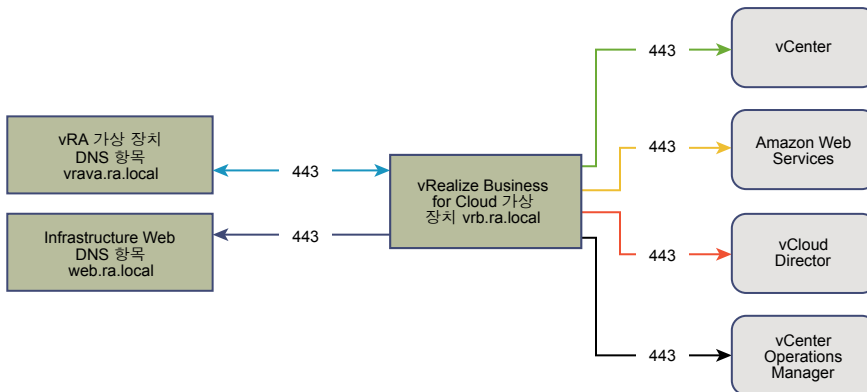 vRA 가상 장치
DNS 항목
vrava.ra.local
443
Infrastructure Web
DNS 항목
web.ra.local
443
vRealize Business
for Cloud 가상
장치 vrb.ra.local
443
vCenter
443
Amazon Web
Services
443
vCloud
Director
443
vCenter
Operations
Manager